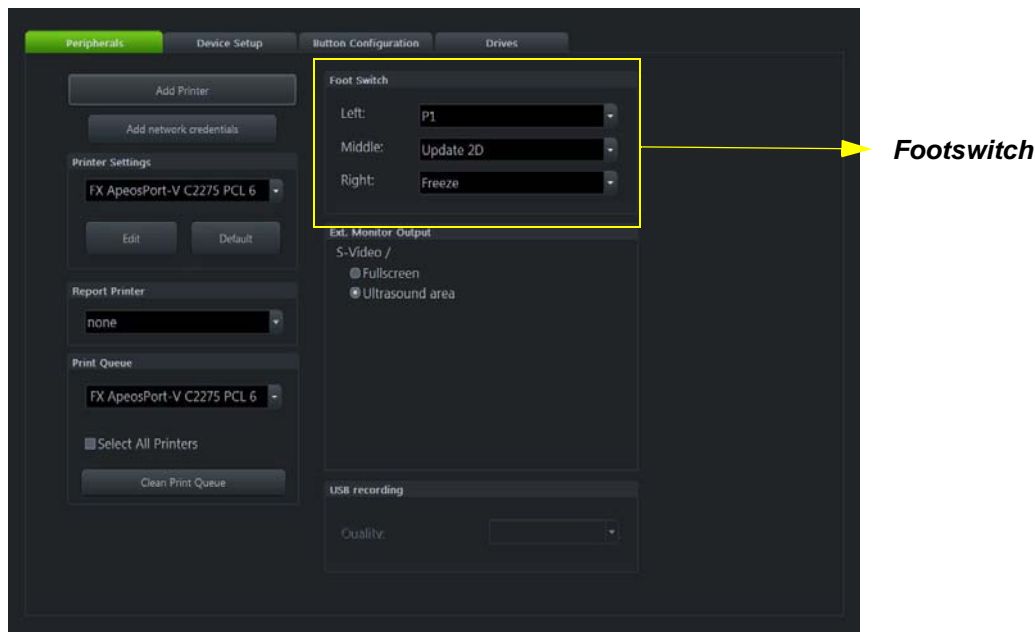 Peripherals
Device Setup
Button Configuration
Drives
Add Printer
Add network credentials
Printer Settings
FX ApeosPort-V C2275 PCL 6
Edit
Default
Report Printer
none
Print Queue
FX ApeosPort-V C2275 PCL 6
Select All Printers
Clean Print Queue
Foot Switch
Left:
P1
Middle:
Update 2D
Right:
Freeze
Ext. Monitor Output
S-Video /
Fullscreen
Ultrasound area
USB recording
Quality:
Footswitch